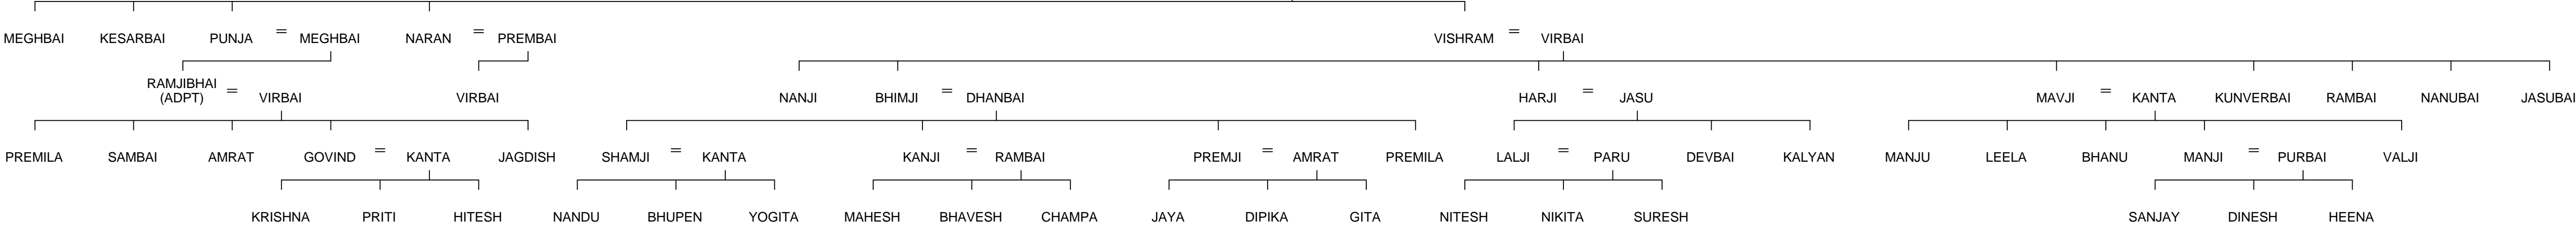 MEGHBAI KESARBAI PUNJA = MEGHBAI NARAN = PREMBAI VISHRAM = VIRBAI
RAMJIBHAI
(ADPT) = VIRBAI VIRBAI NANJI BHIMJI = DHANBAI HARJI = JASU MAVJI = KANTA KUNVERBAI RAMBAI NANUBAI JASUBAI
PREMILA SAMBAI AMRAT GOVIND = KANTA JAGDISH SHAMJI = KANTA KANJI = RAMBAI PREMJI = AMRAT PREMILA LALJI = PARU DEVBAI KALYAN MANJU LEELA BHANU MANJI = PURBAI VALJI
KRISHNA PRITI HITESH NANDU BHUPEN YOGITA MAHESH BHAVESH CHAMPA JAYA DIPIKA GITA NITESH NIKITA SURESH SANJAY DINESH HEENA